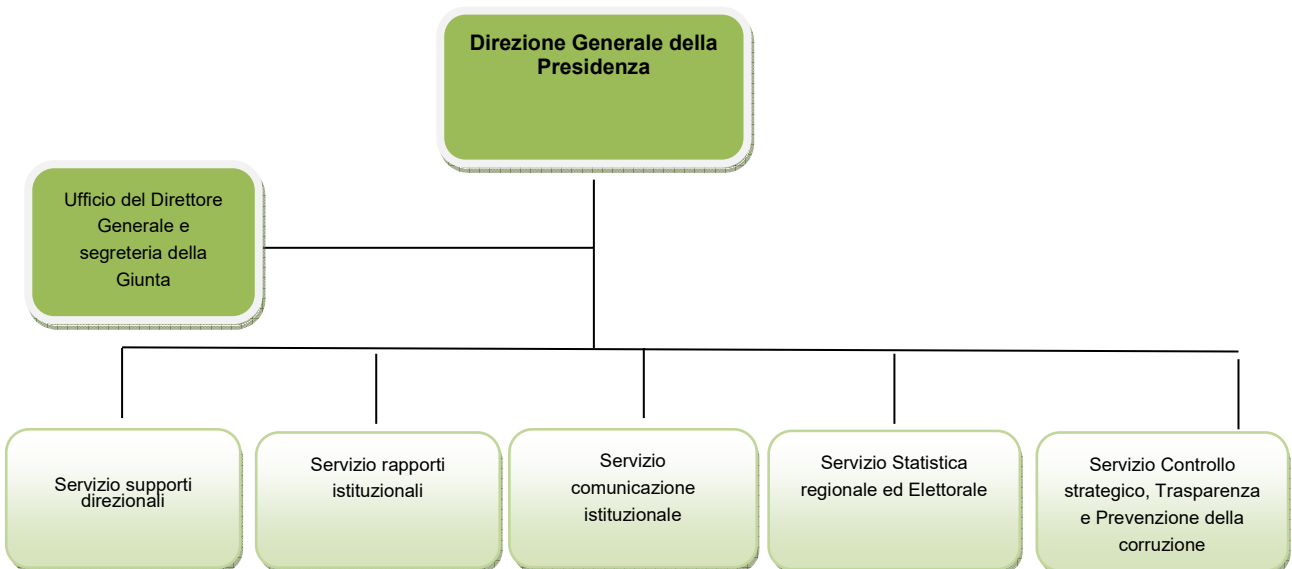 Direzione Generale della
Presidenza
Ufficio del Direttore
Generale e
segreteria della
Giunta
Servizio supporti
direzionali
Servizio rapporti
istituzionali
Servizio
comunicazione
istituzionale
Servizio Statistica
regionale ed Elettorale
Servizio Controllo
strategico, Trasparenza
e Prevenzione della
corruzione